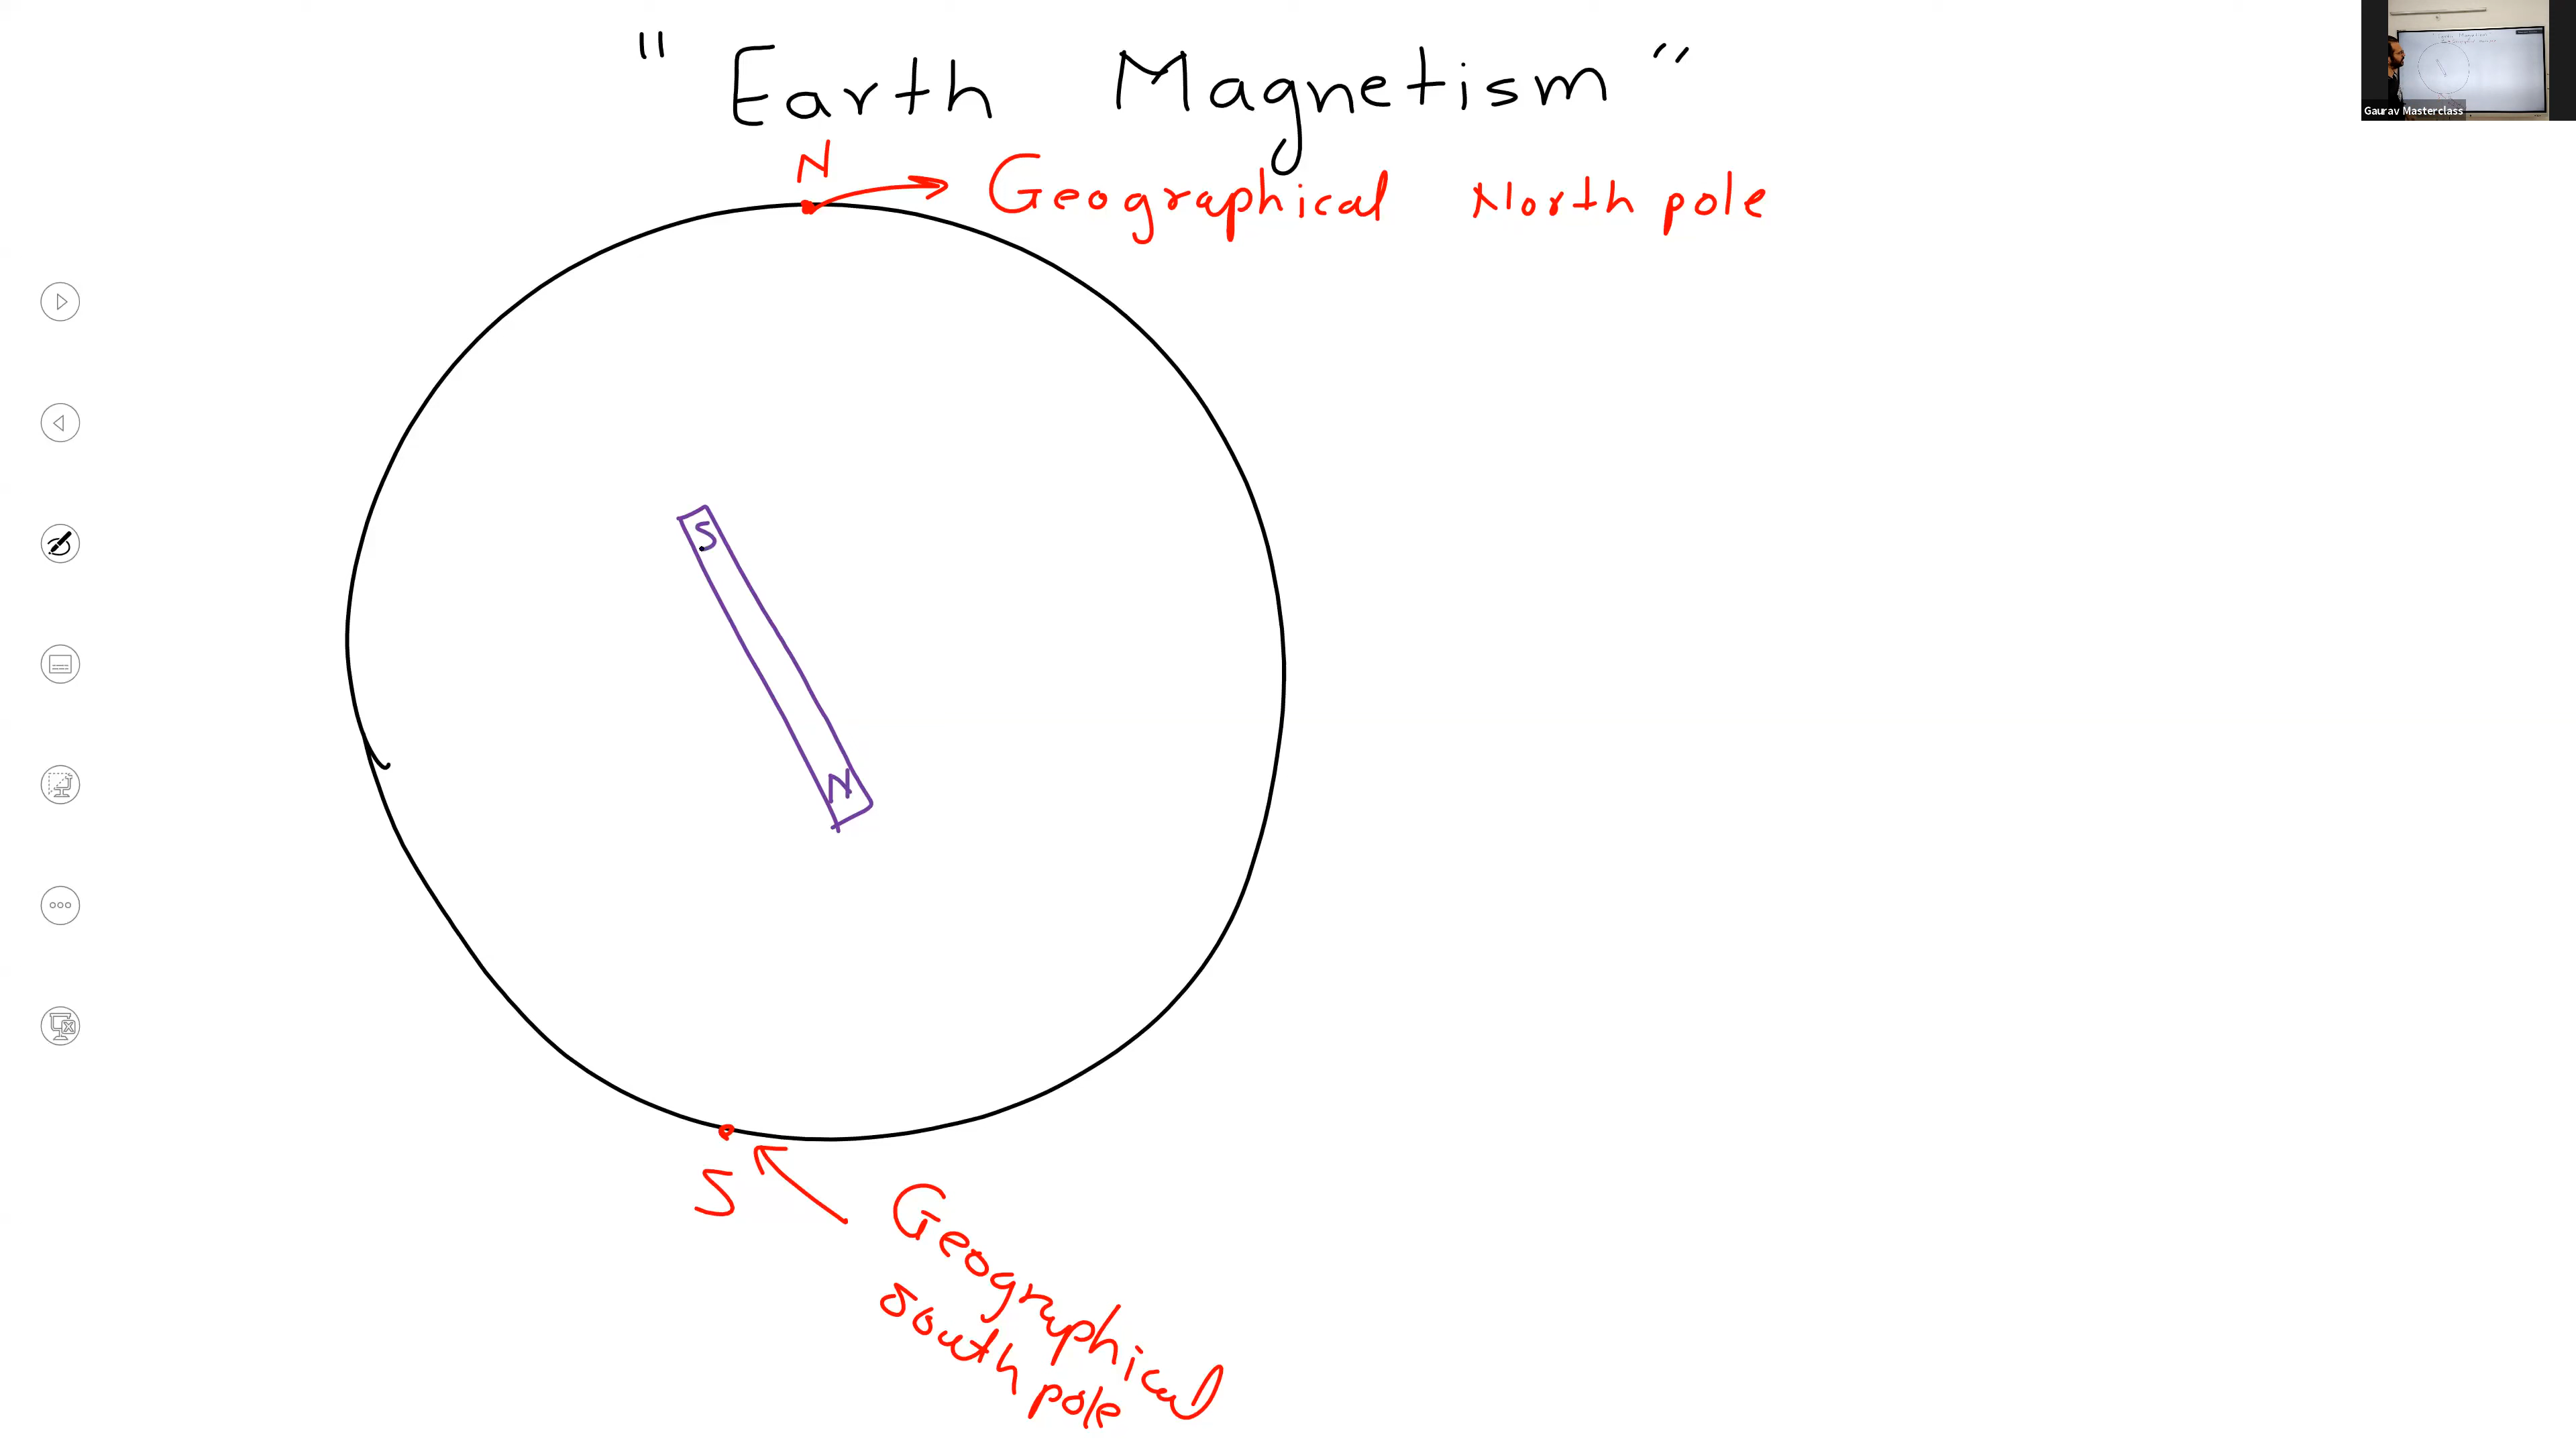 " Earth Magnetism "
N
Geographical North pole
S
N
S
Geographical
south pole
Gaurav Masterclass